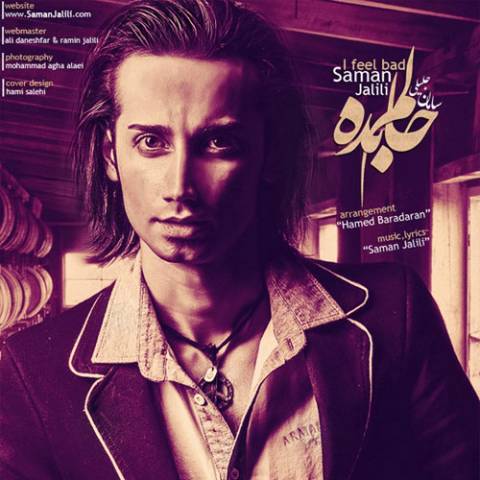 website
www.SamanJalili.com
webmaster
ali daneshfar & ramin jalili
photography
mohammad agha alaei
cover design
hami salehi
I feel bad
Saman
Jalili
سامان جلیلی
حالم بده
arrangement
"Hamed Baradaran"
music,lyrics
"Saman Jalili"